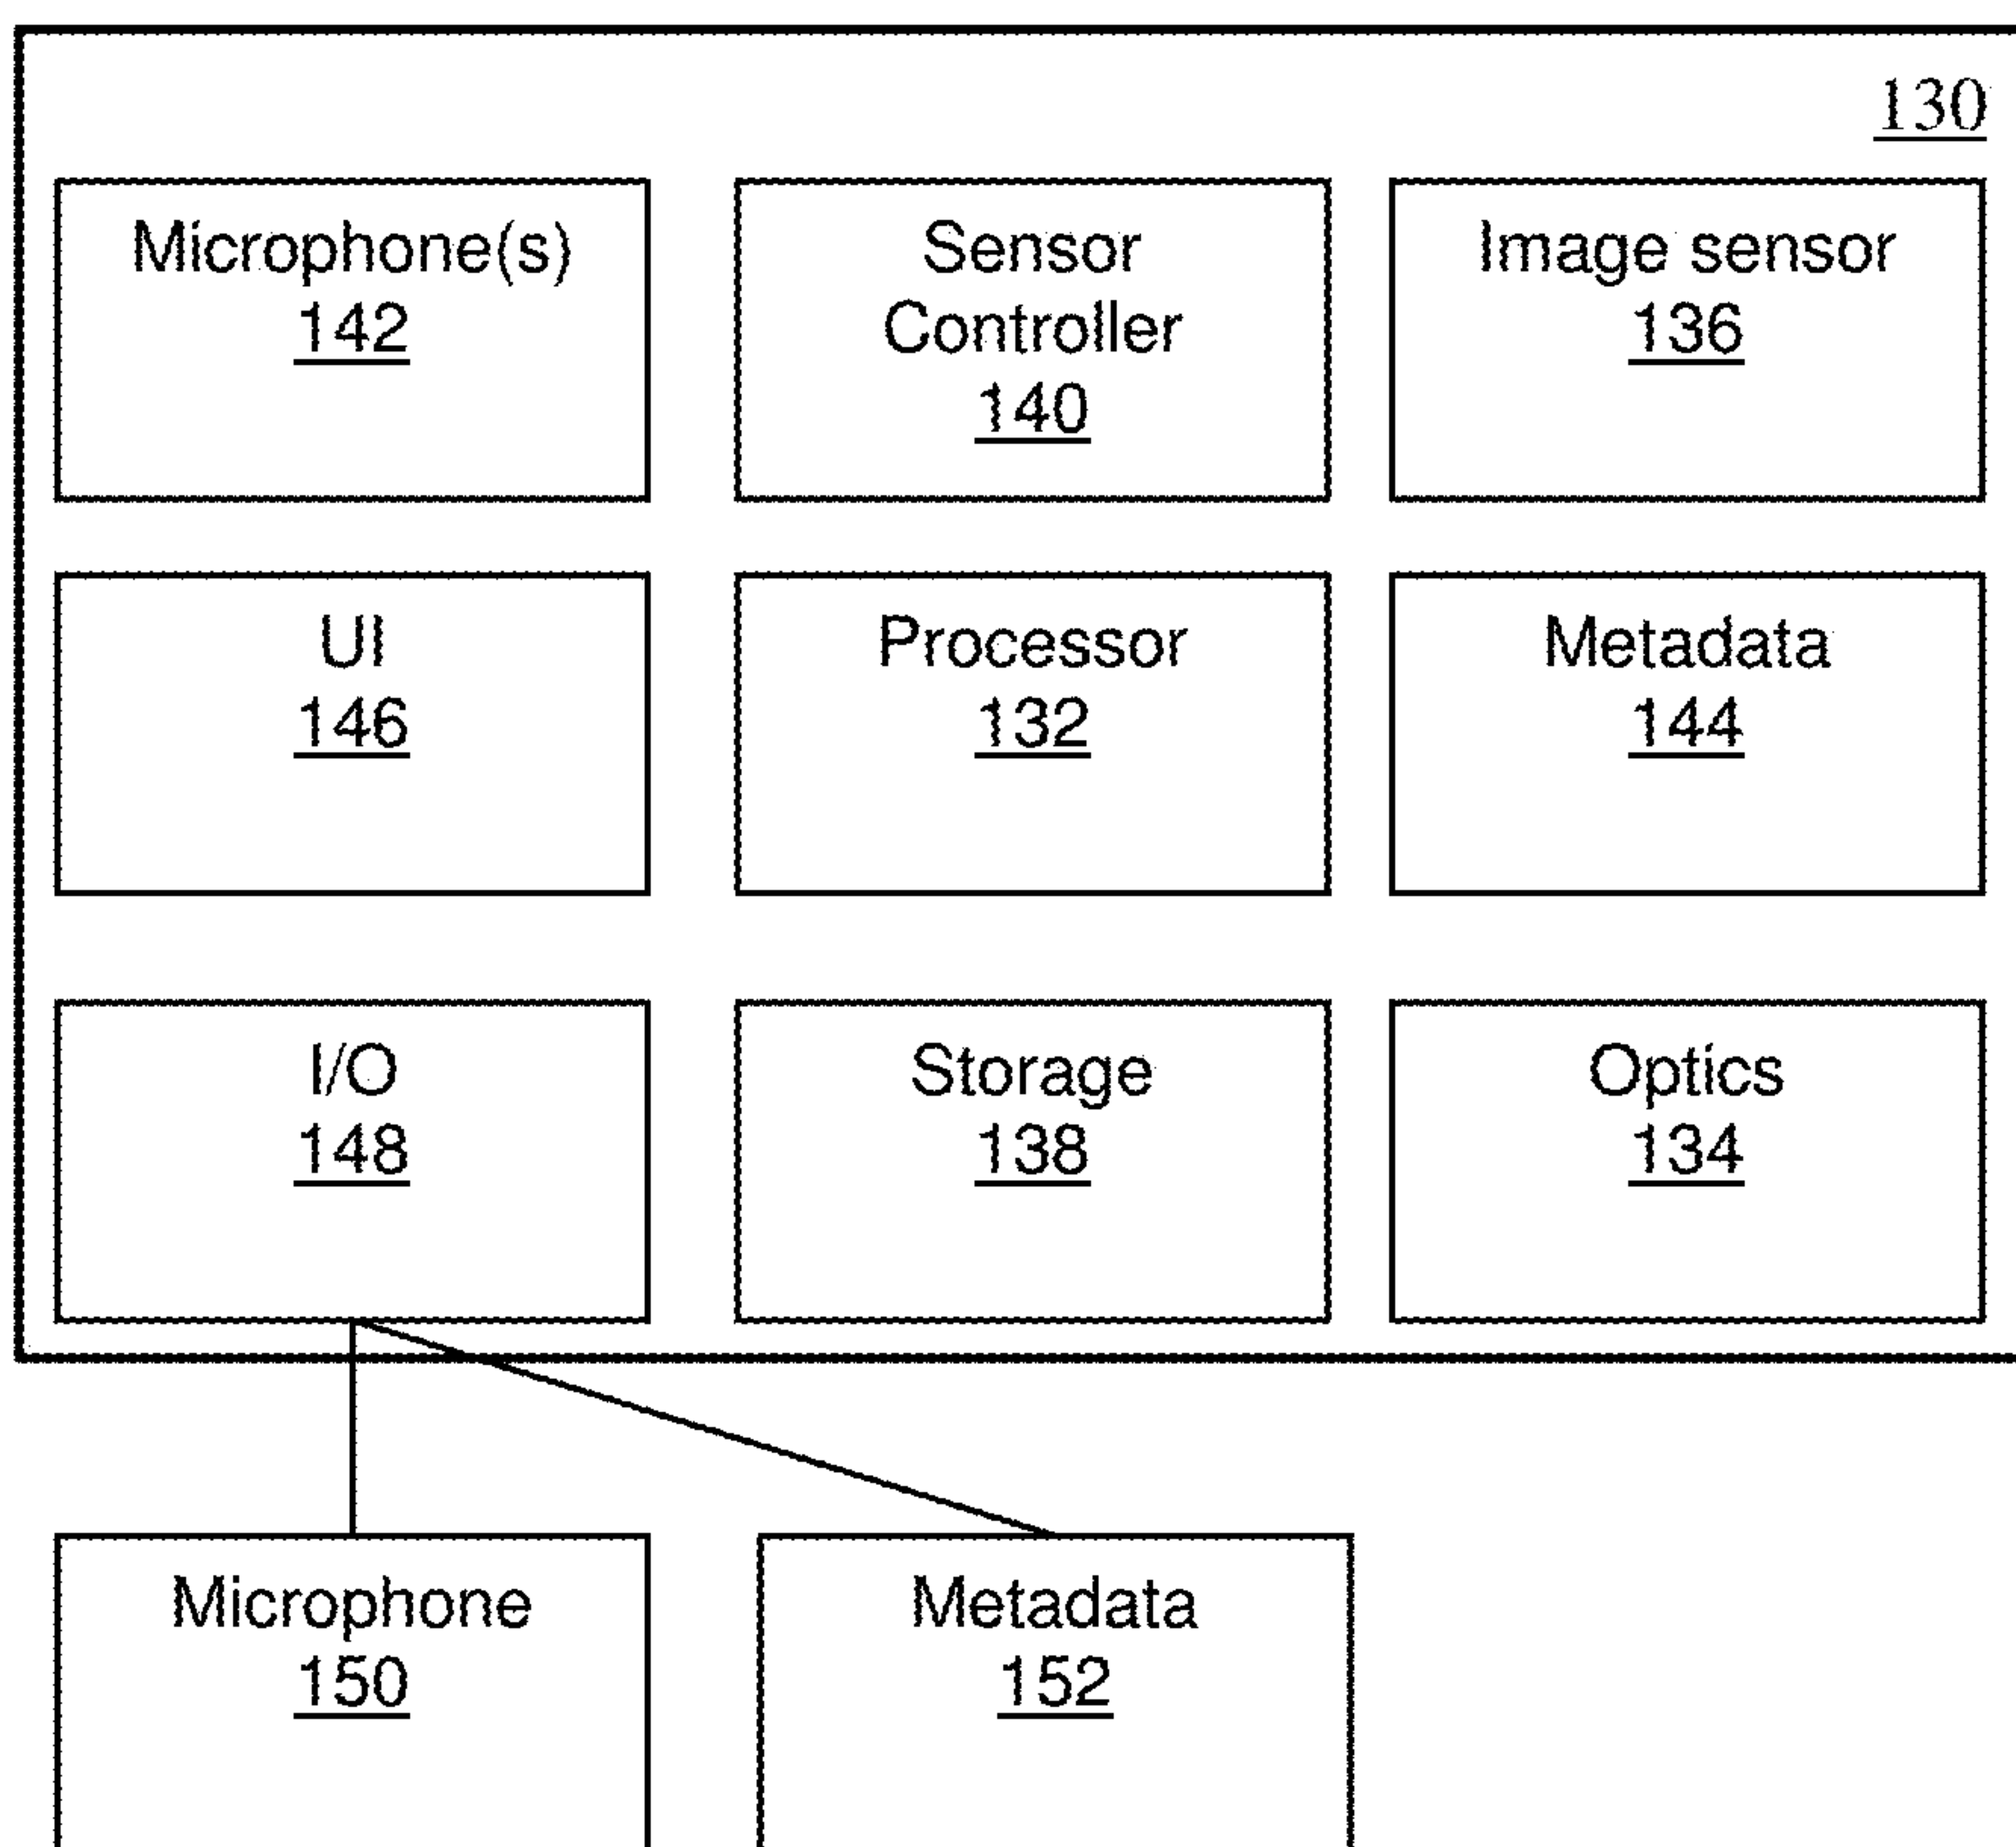 130
Microphone(s)
142
Sensor
Controller
140
Image sensor
136
UI
146
Processor
132
Metadata
144
I/O
148
Storage
138
Optics
134
Microphone
150
Metadata
152